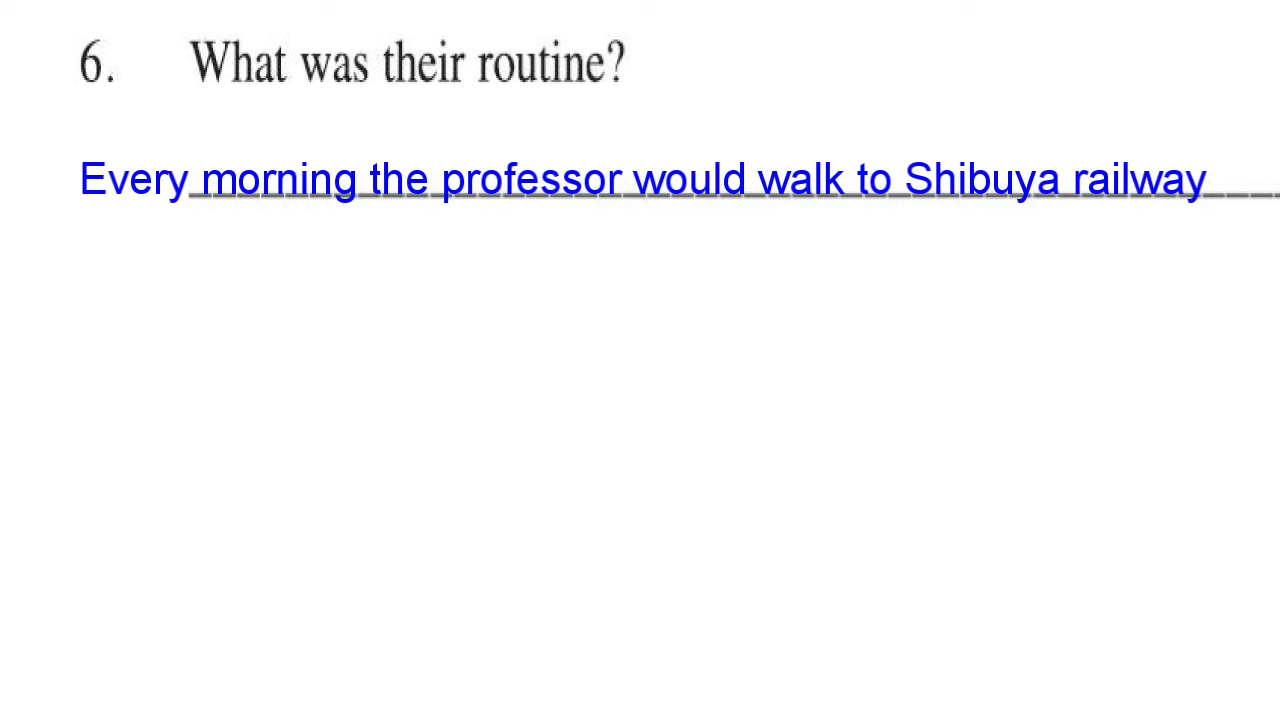 6. What was their routine?
Every morning the professor would walk to Shibuya railway